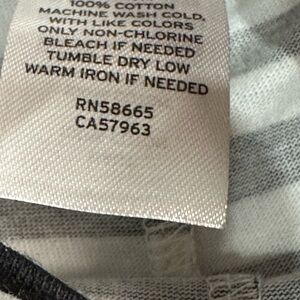 100% COTTON
MACHINE WASH COLD,
WITH LIKE COLORS
ONLY NON-CHLORINE
BLEACH IF NEEDED
TUMBLE DRY LOW
WARM IRON IF NEEDED
RN58665
CA57963